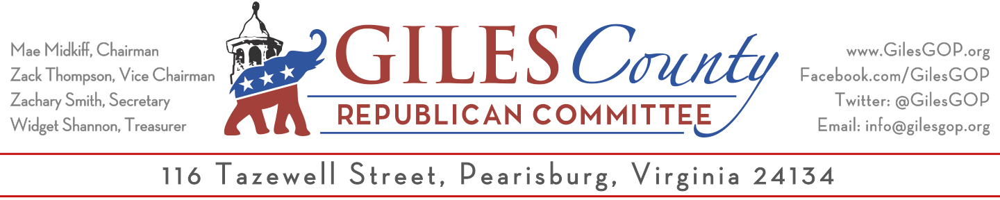 Mae Midkiff, Chairman
Zack Thompson, Vice Chairman
Zachary Smith, Secretary
Widget Shannon, Treasurer
GILES County
REPUBLICAN COMMITTEE
www.GilesGOP.org
Facebook.com/GilesGOP
Twitter: @GilesGOP
Email: info@gilesgop.org
116 Tazewell Street, Pearisburg, Virginia 24134